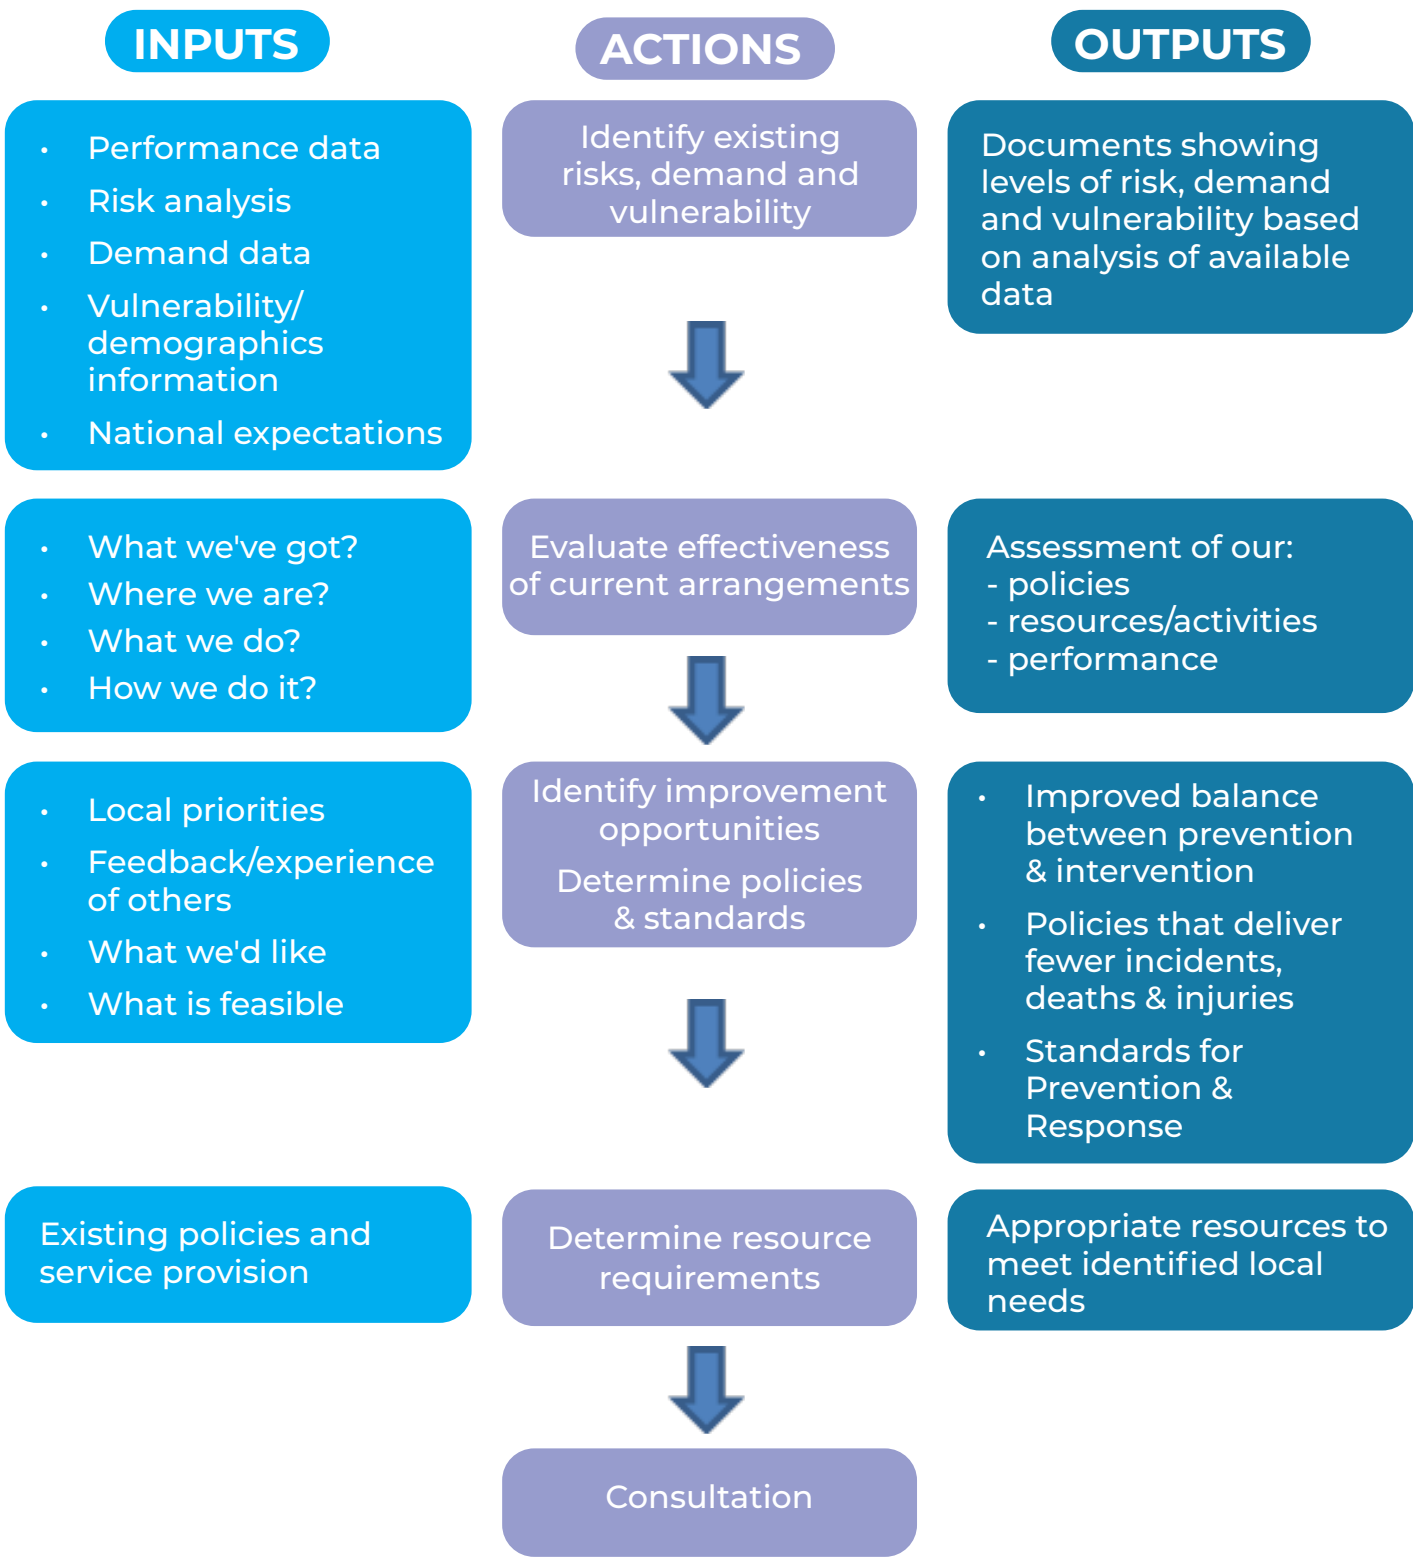 INPUTS
ACTIONS
OUTPUTS
• Performance data
• Risk analysis
• Demand data
• Vulnerability/
demographics
information
• National expectations
Identify existing
risks, demand and
vulnerability
Documents showing
levels of risk, demand
and vulnerability based
on analysis of available
data
• What we've got?
• Where we are?
• What we do?
• How we do it?
Evaluate effectiveness
of current arrangements
Assessment of our:
- policies
- resources/activities
- performance
• Local priorities
• Feedback/experience
of others
• What we'd like
• What is feasible
Identify improvement
opportunities
Determine policies
& standards
• Improved balance
between prevention
& intervention
• Policies that deliver
fewer incidents,
deaths & injuries
• Standards for
Prevention &
Response
Existing policies and
service provision
Determine resource
requirements
Appropriate resources to
meet identified local
needs
Consultation